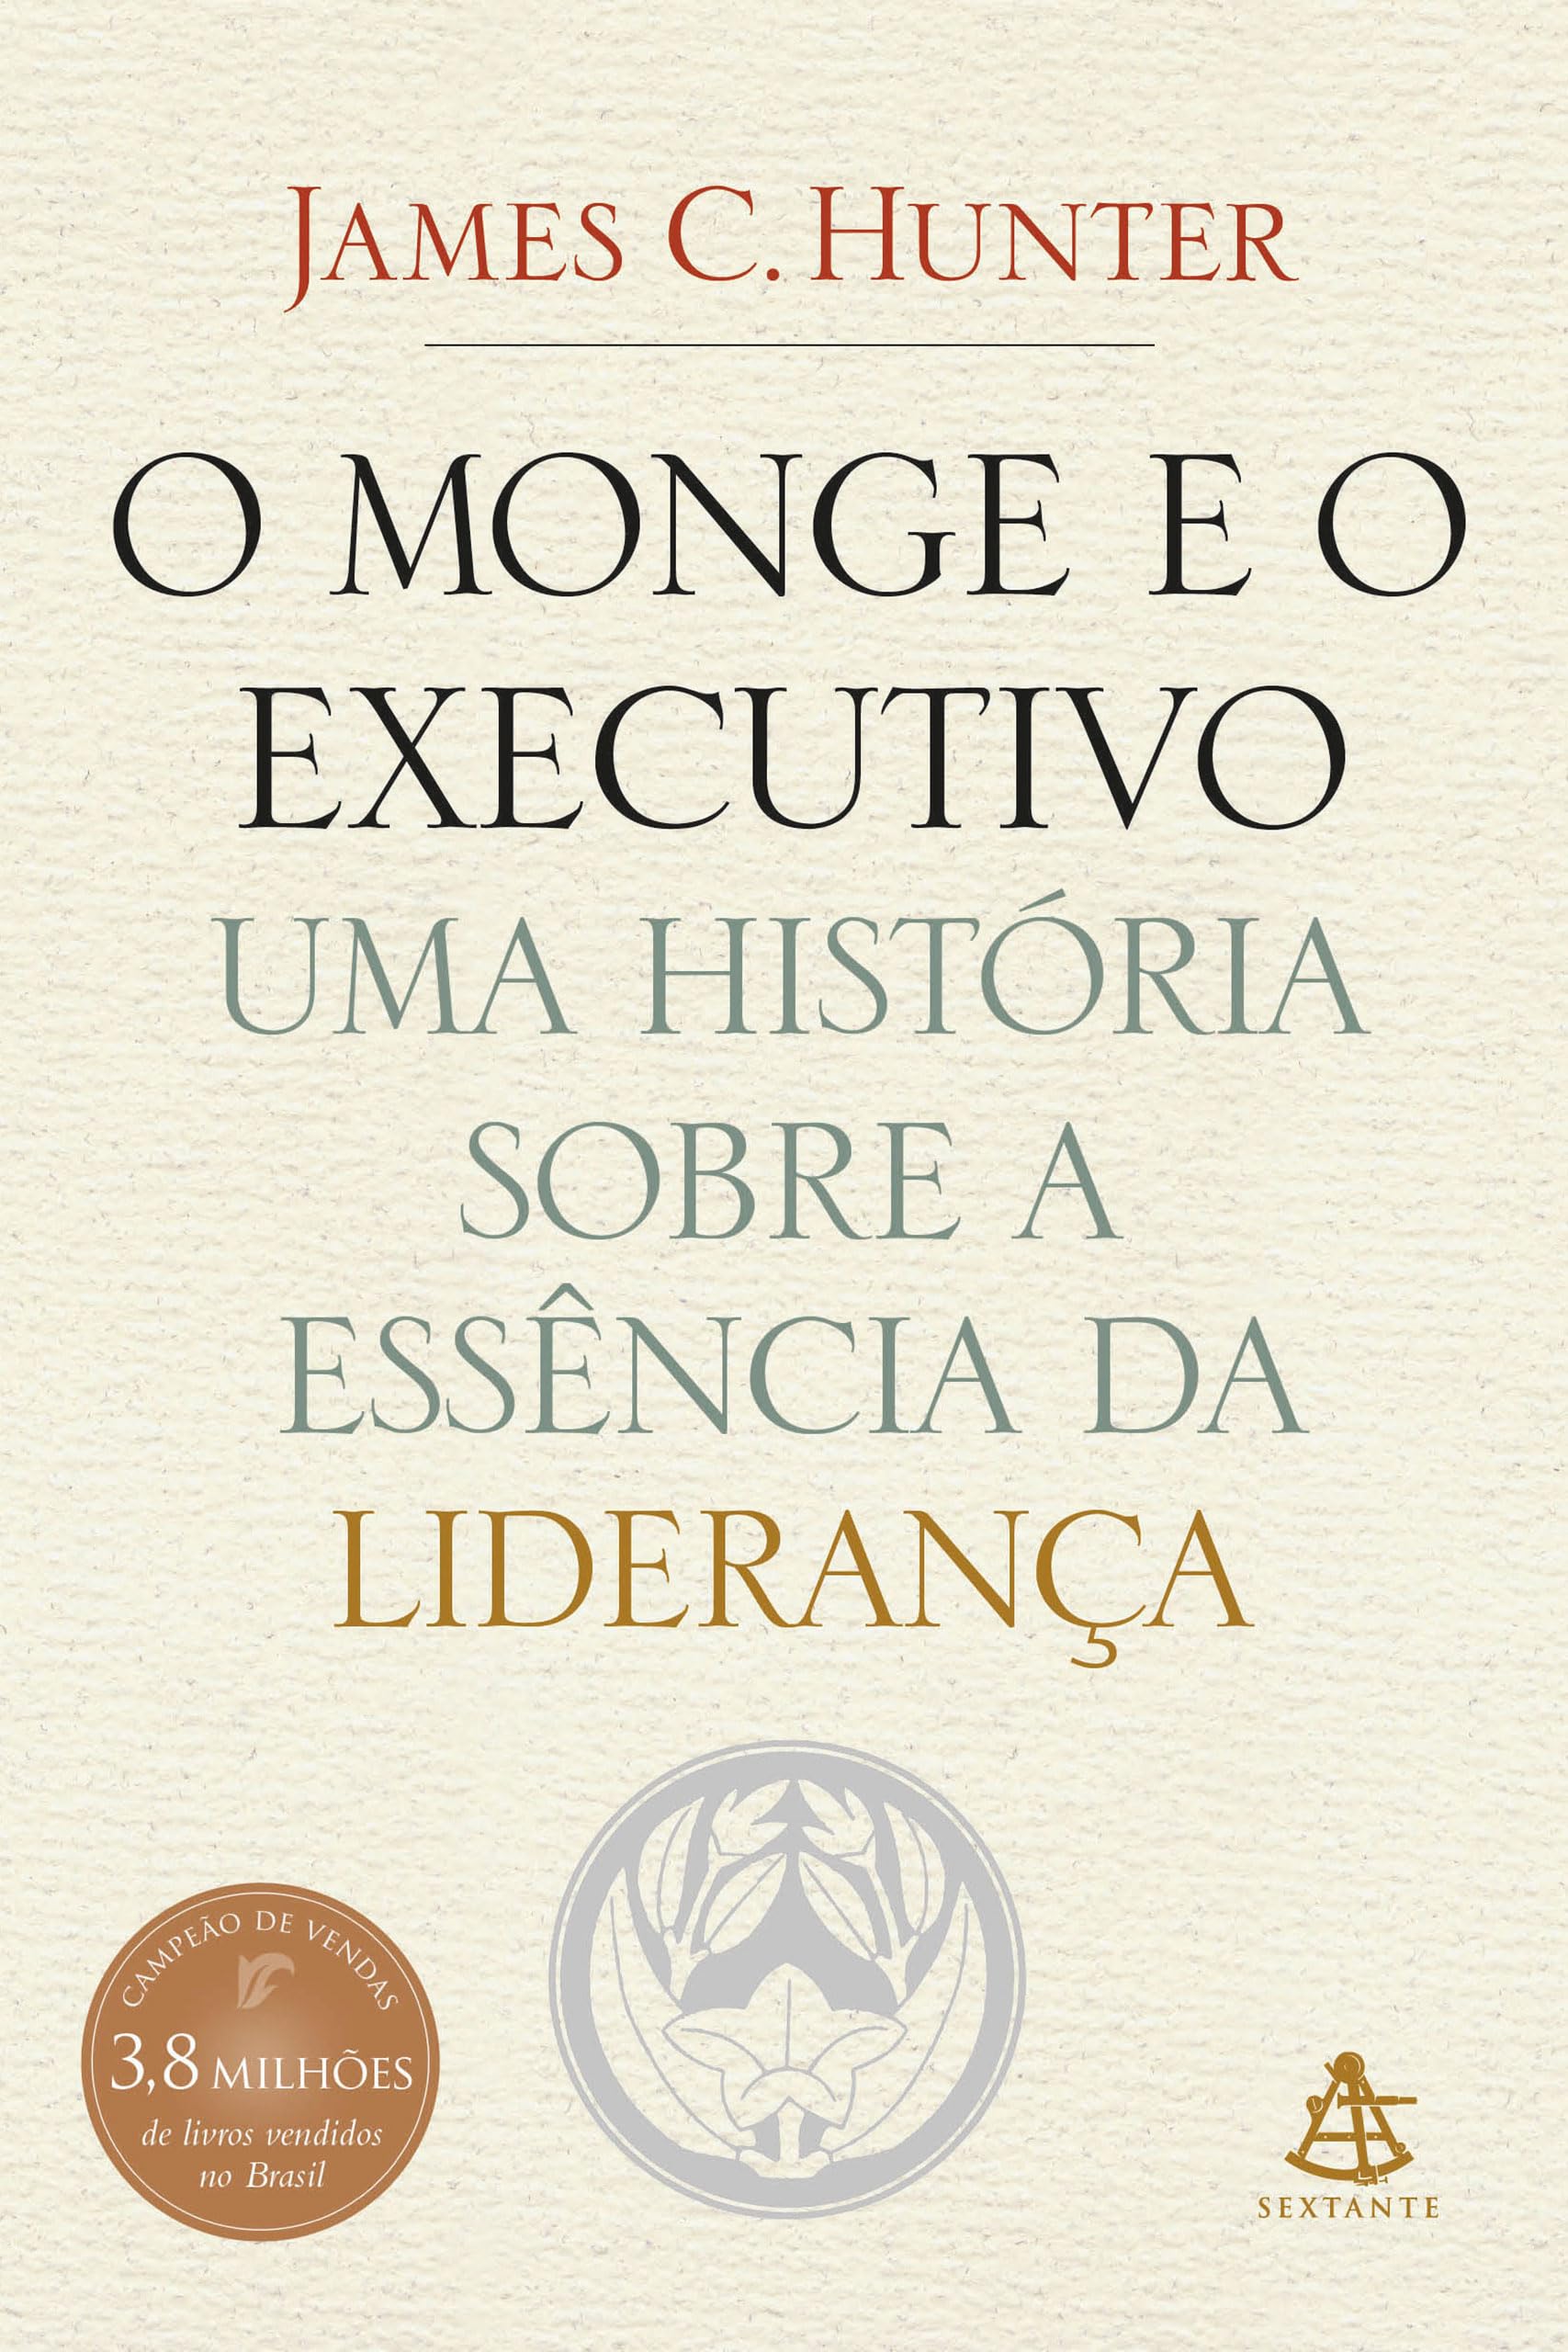 JAMES C. HUNTER
O MONGE E O
EXECUTIVO
UMA HISTÓRIA
SOBRE A
ESSÊNCIA DA
LIDERANÇA
CAMPEÃO DE VENDAS
3,8 MILHÕES
de livros vendidos
no Brasil
SEXTANTE